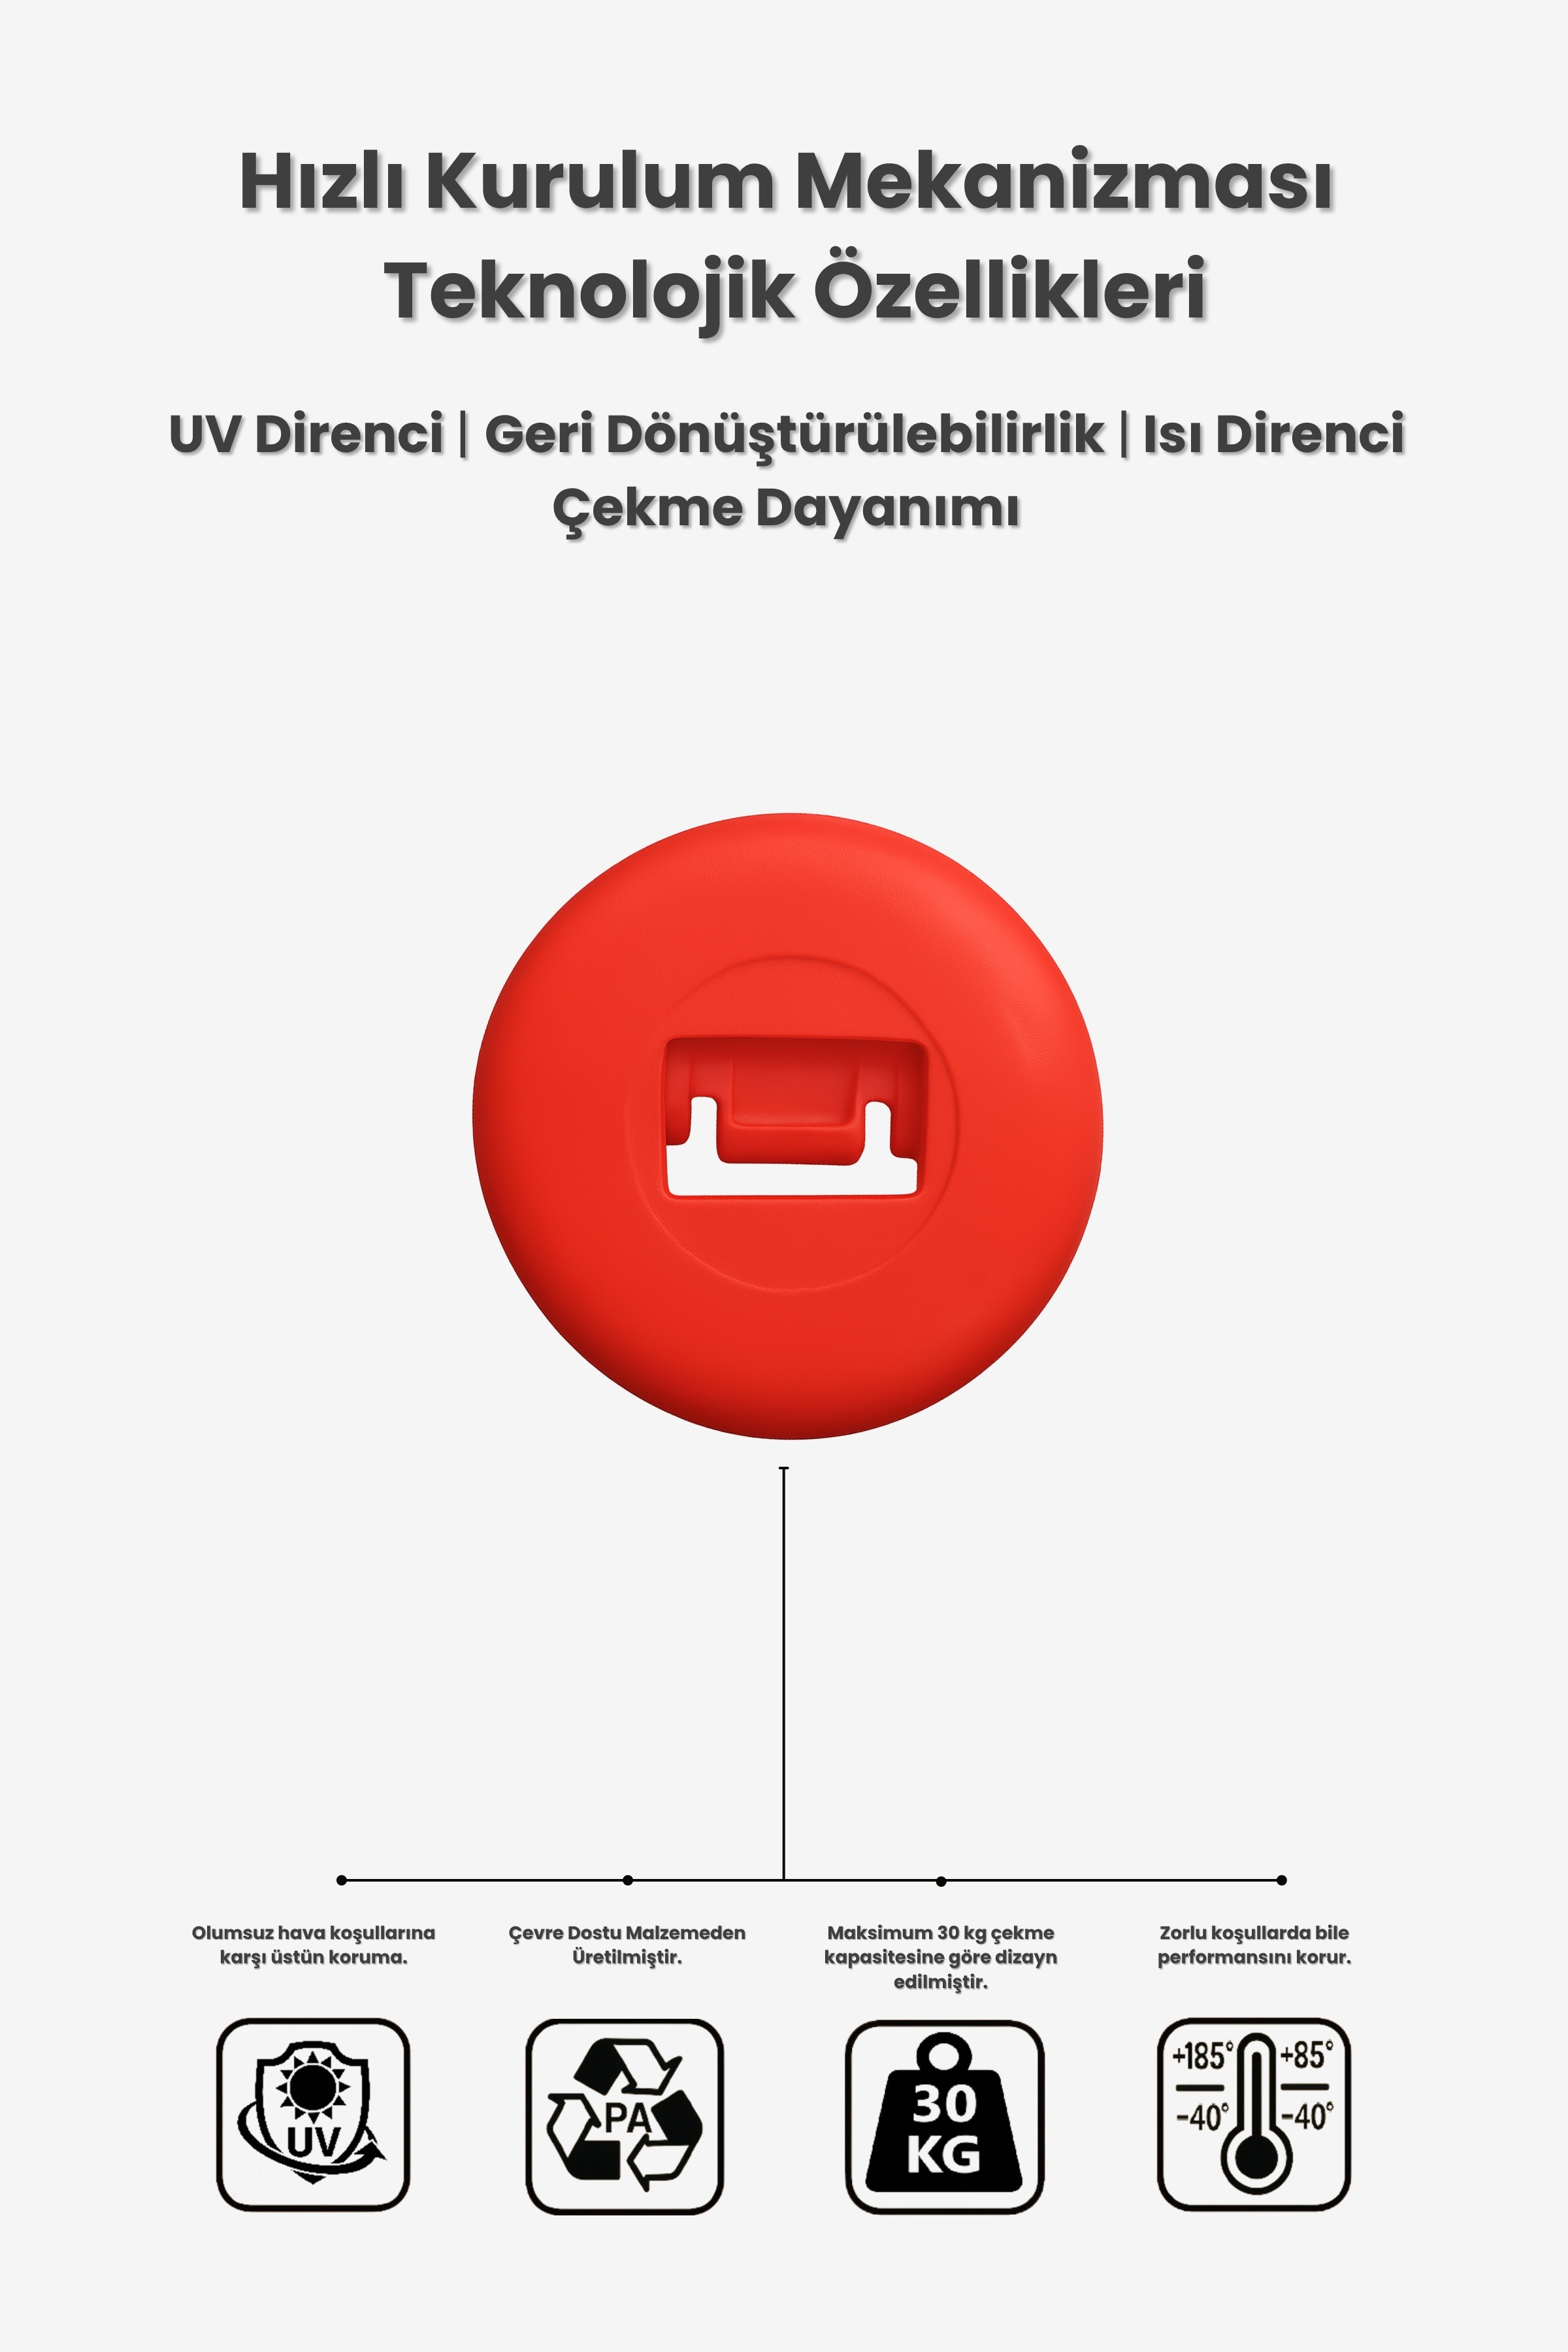 Hızlı Kurulum Mekanizması
Teknolojik Özellikleri
UV Direnci | Geri Dönüştürülebilirlik | Isı Direnci
Çekme Dayanımı
Olumsuz hava koşullarına
karşı üstün koruma.
Çevre Dostu Malzemeden
Üretilmiştir.
Maksimum 30 kg çekme
kapasitesine göre dizayn
edilmiştir.
Zorlu koşullarda bile
performansını korur.
UV
PA
30
KG
+185° +85°
-40° -40°